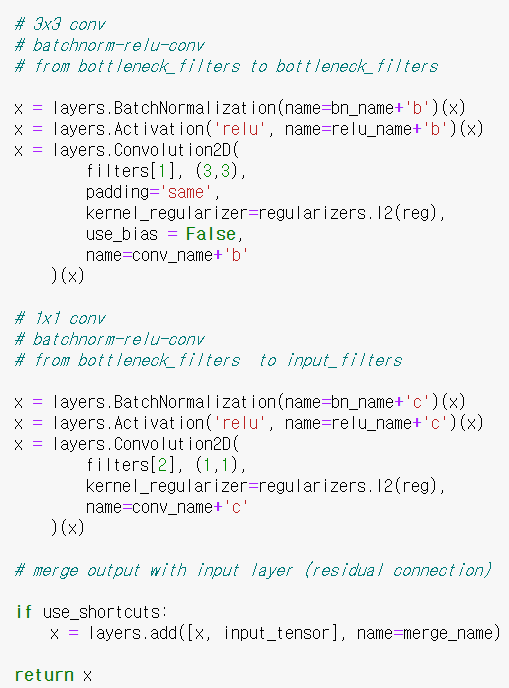 # 3x3 conv
# batchnorm-relu-conv
# from bottleneck_filters to bottleneck_filters
x = layers.BatchNormalization(name=bn_name+'b')(x)
x = layers.Activation('relu', name=relu_name+'b')(x)
x = layers.Convolution2D(
        filters[1], (3,3),
        padding='same',
        kernel_regularizer=regularizers.l2(reg),
        use_bias = False,
        name=conv_name+'b'
    )(x)
# 1x1 conv
# batchnorm-relu-conv
# from bottleneck_filters  to input_filters
x = layers.BatchNormalization(name=bn_name+'c')(x)
x = layers.Activation('relu', name=relu_name+'c')(x)
x = layers.Convolution2D(
        filters[2], (1,1),
        kernel_regularizer=regularizers.l2(reg),
        name=conv_name+'c'
    )(x)
# merge output with input layer (residual connection)
if use_shortcuts:
    x = layers.add([x, input_tensor], name=merge_name)
return x